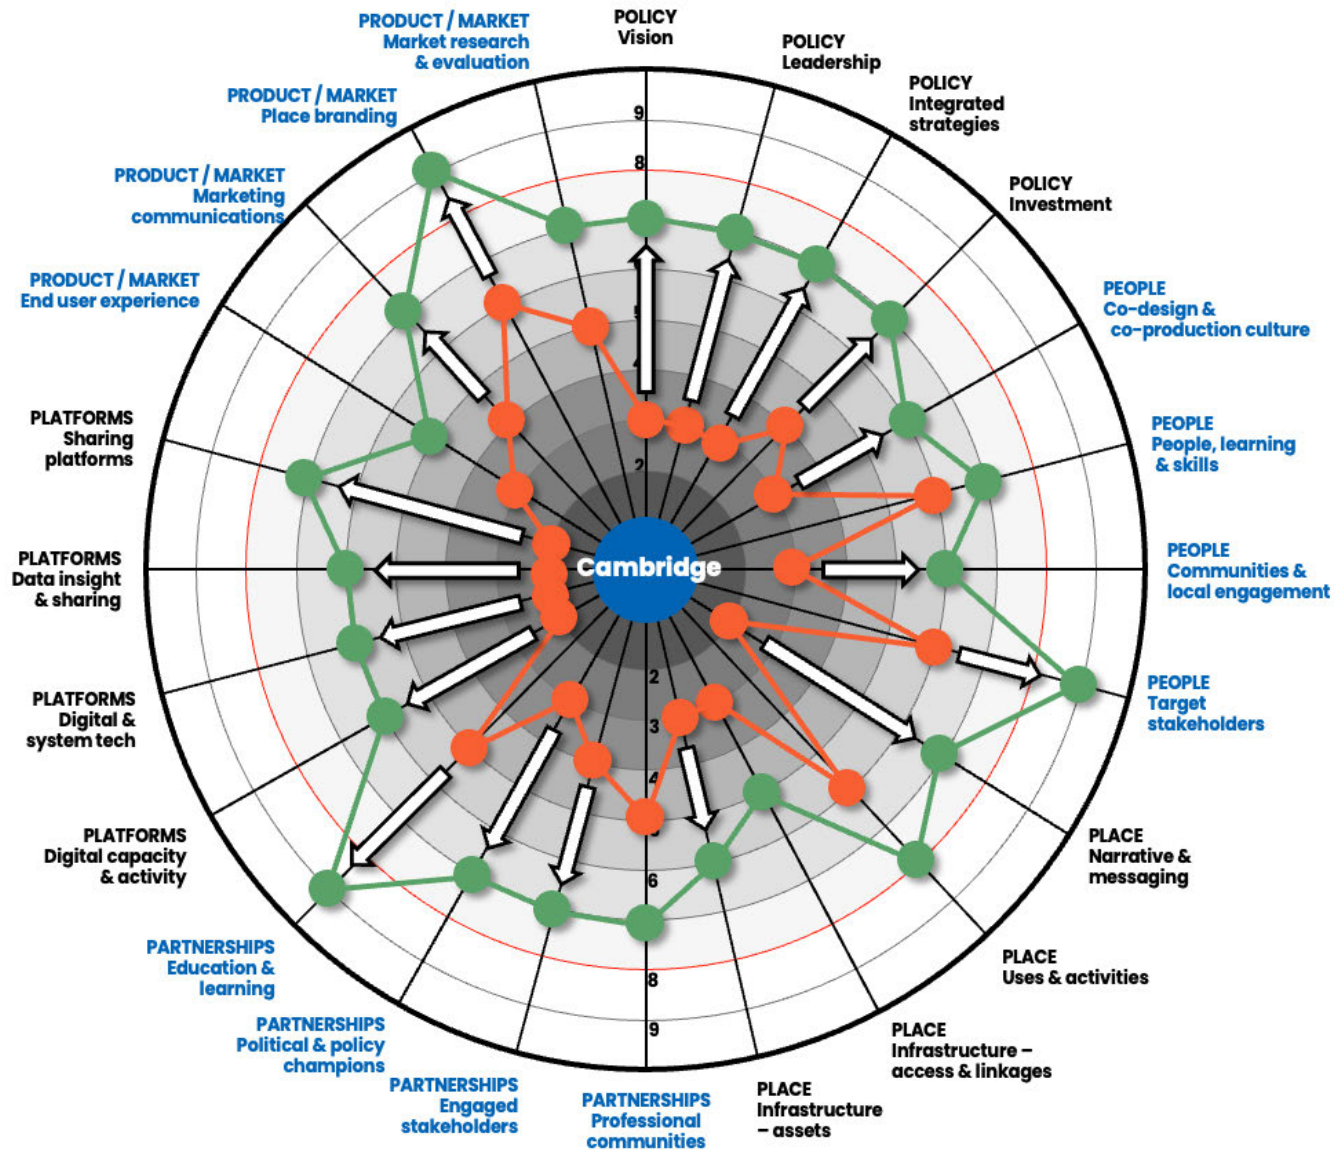 PRODUCT / MARKET
Market research
& evaluation
POLICY
Vision
POLICY
Leadership
POLICY
Integrated
strategies
POLICY
Investment
PEOPLE
Co-design &
co-production culture
PEOPLE
People, learning
& skills
PEOPLE
Communities &
local engagement
PEOPLE
Target
stakeholders
PLACE
Narrative &
messaging
PLACE
Uses & activities
PLACE
Infrastructure –
access & linkages
PLACE
Infrastructure
– assets
PARTNERSHIPS
Professional
communities
PARTNERSHIPS
Engaged
stakeholders
PARTNERSHIPS
Political & policy
champions
PARTNERSHIPS
Education &
learning
PLATFORMS
Digital capacity
& activity
PLATFORMS
Digital &
system tech
PLATFORMS
Data insight
& sharing
PLATFORMS
Sharing
platforms
PRODUCT / MARKET
End user experience
PRODUCT / MARKET
Marketing
communications
PRODUCT / MARKET
Place branding
9
8
2
Cambridge
2
3
4
6
8
9